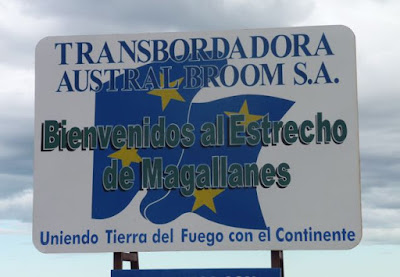 TRANSBORDADORA
AUSTRAL BROOM S.A.
Bienvenidos al Estrecho
de Magallanes
Uniendo Tierra del Fuego con el Continente